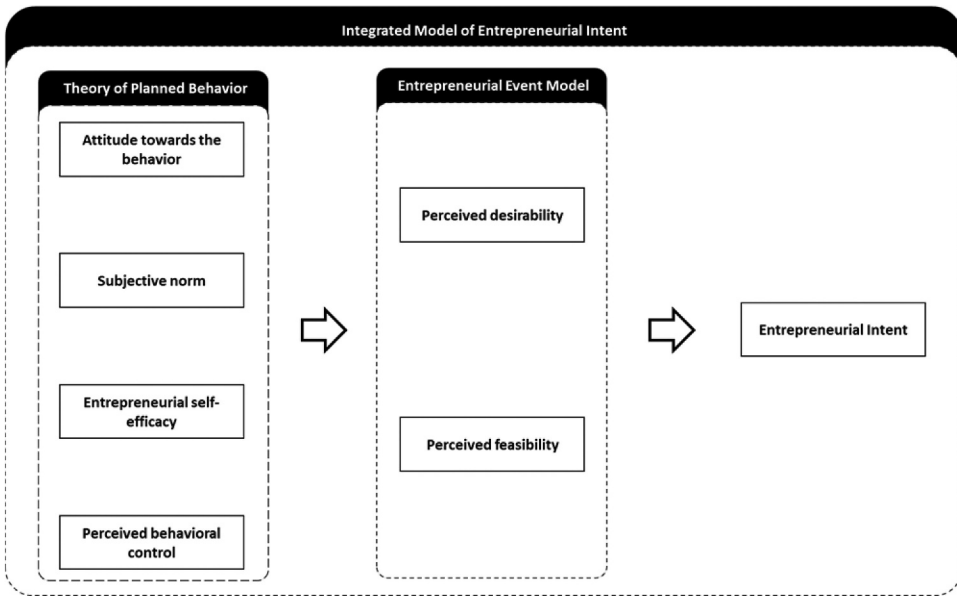 Integrated Model of Entrepreneurial Intent
Theory of Planned Behavior
Attitude towards the
behavior
Subjective norm
Entrepreneurial self-
efficacy
Perceived behavioral
control
Entrepreneurial Event Model
Perceived desirability
Perceived feasibility
Entrepreneurial Intent